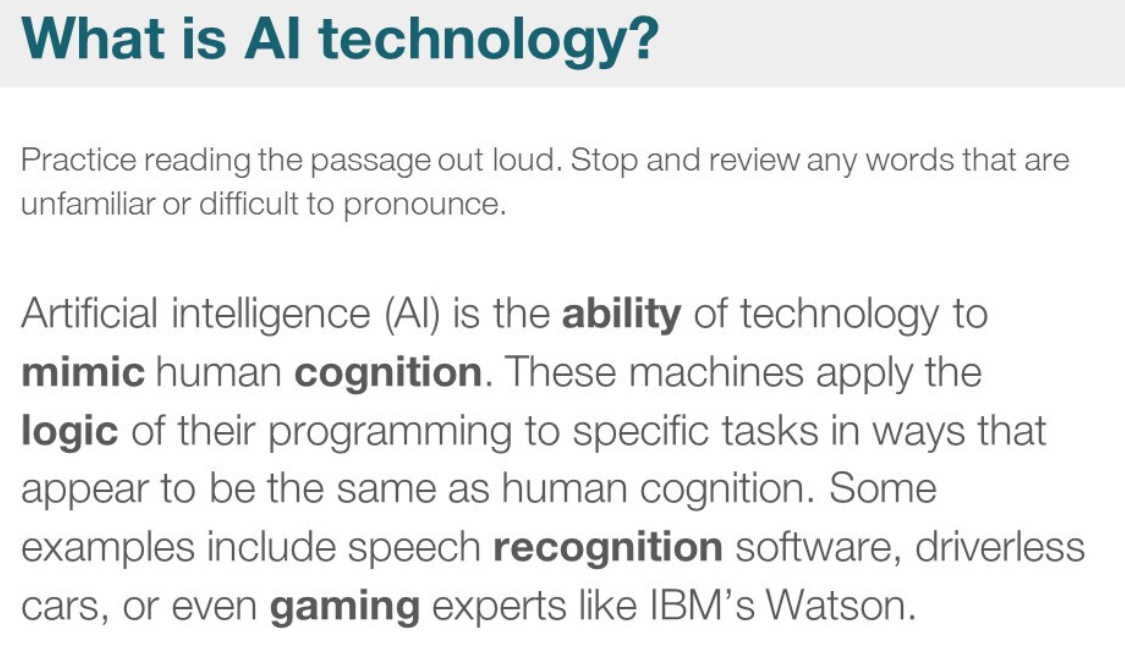 What is AI technology?
Practice reading the passage out loud. Stop and review any words that are
unfamiliar or difficult to pronounce.
Artificial intelligence (AI) is the ability of technology to
mimic human cognition. These machines apply the
logic of their programming to specific tasks in ways that
appear to be the same as human cognition. Some
examples include speech recognition software, driverless
cars, or even gaming experts like IBM’s Watson.